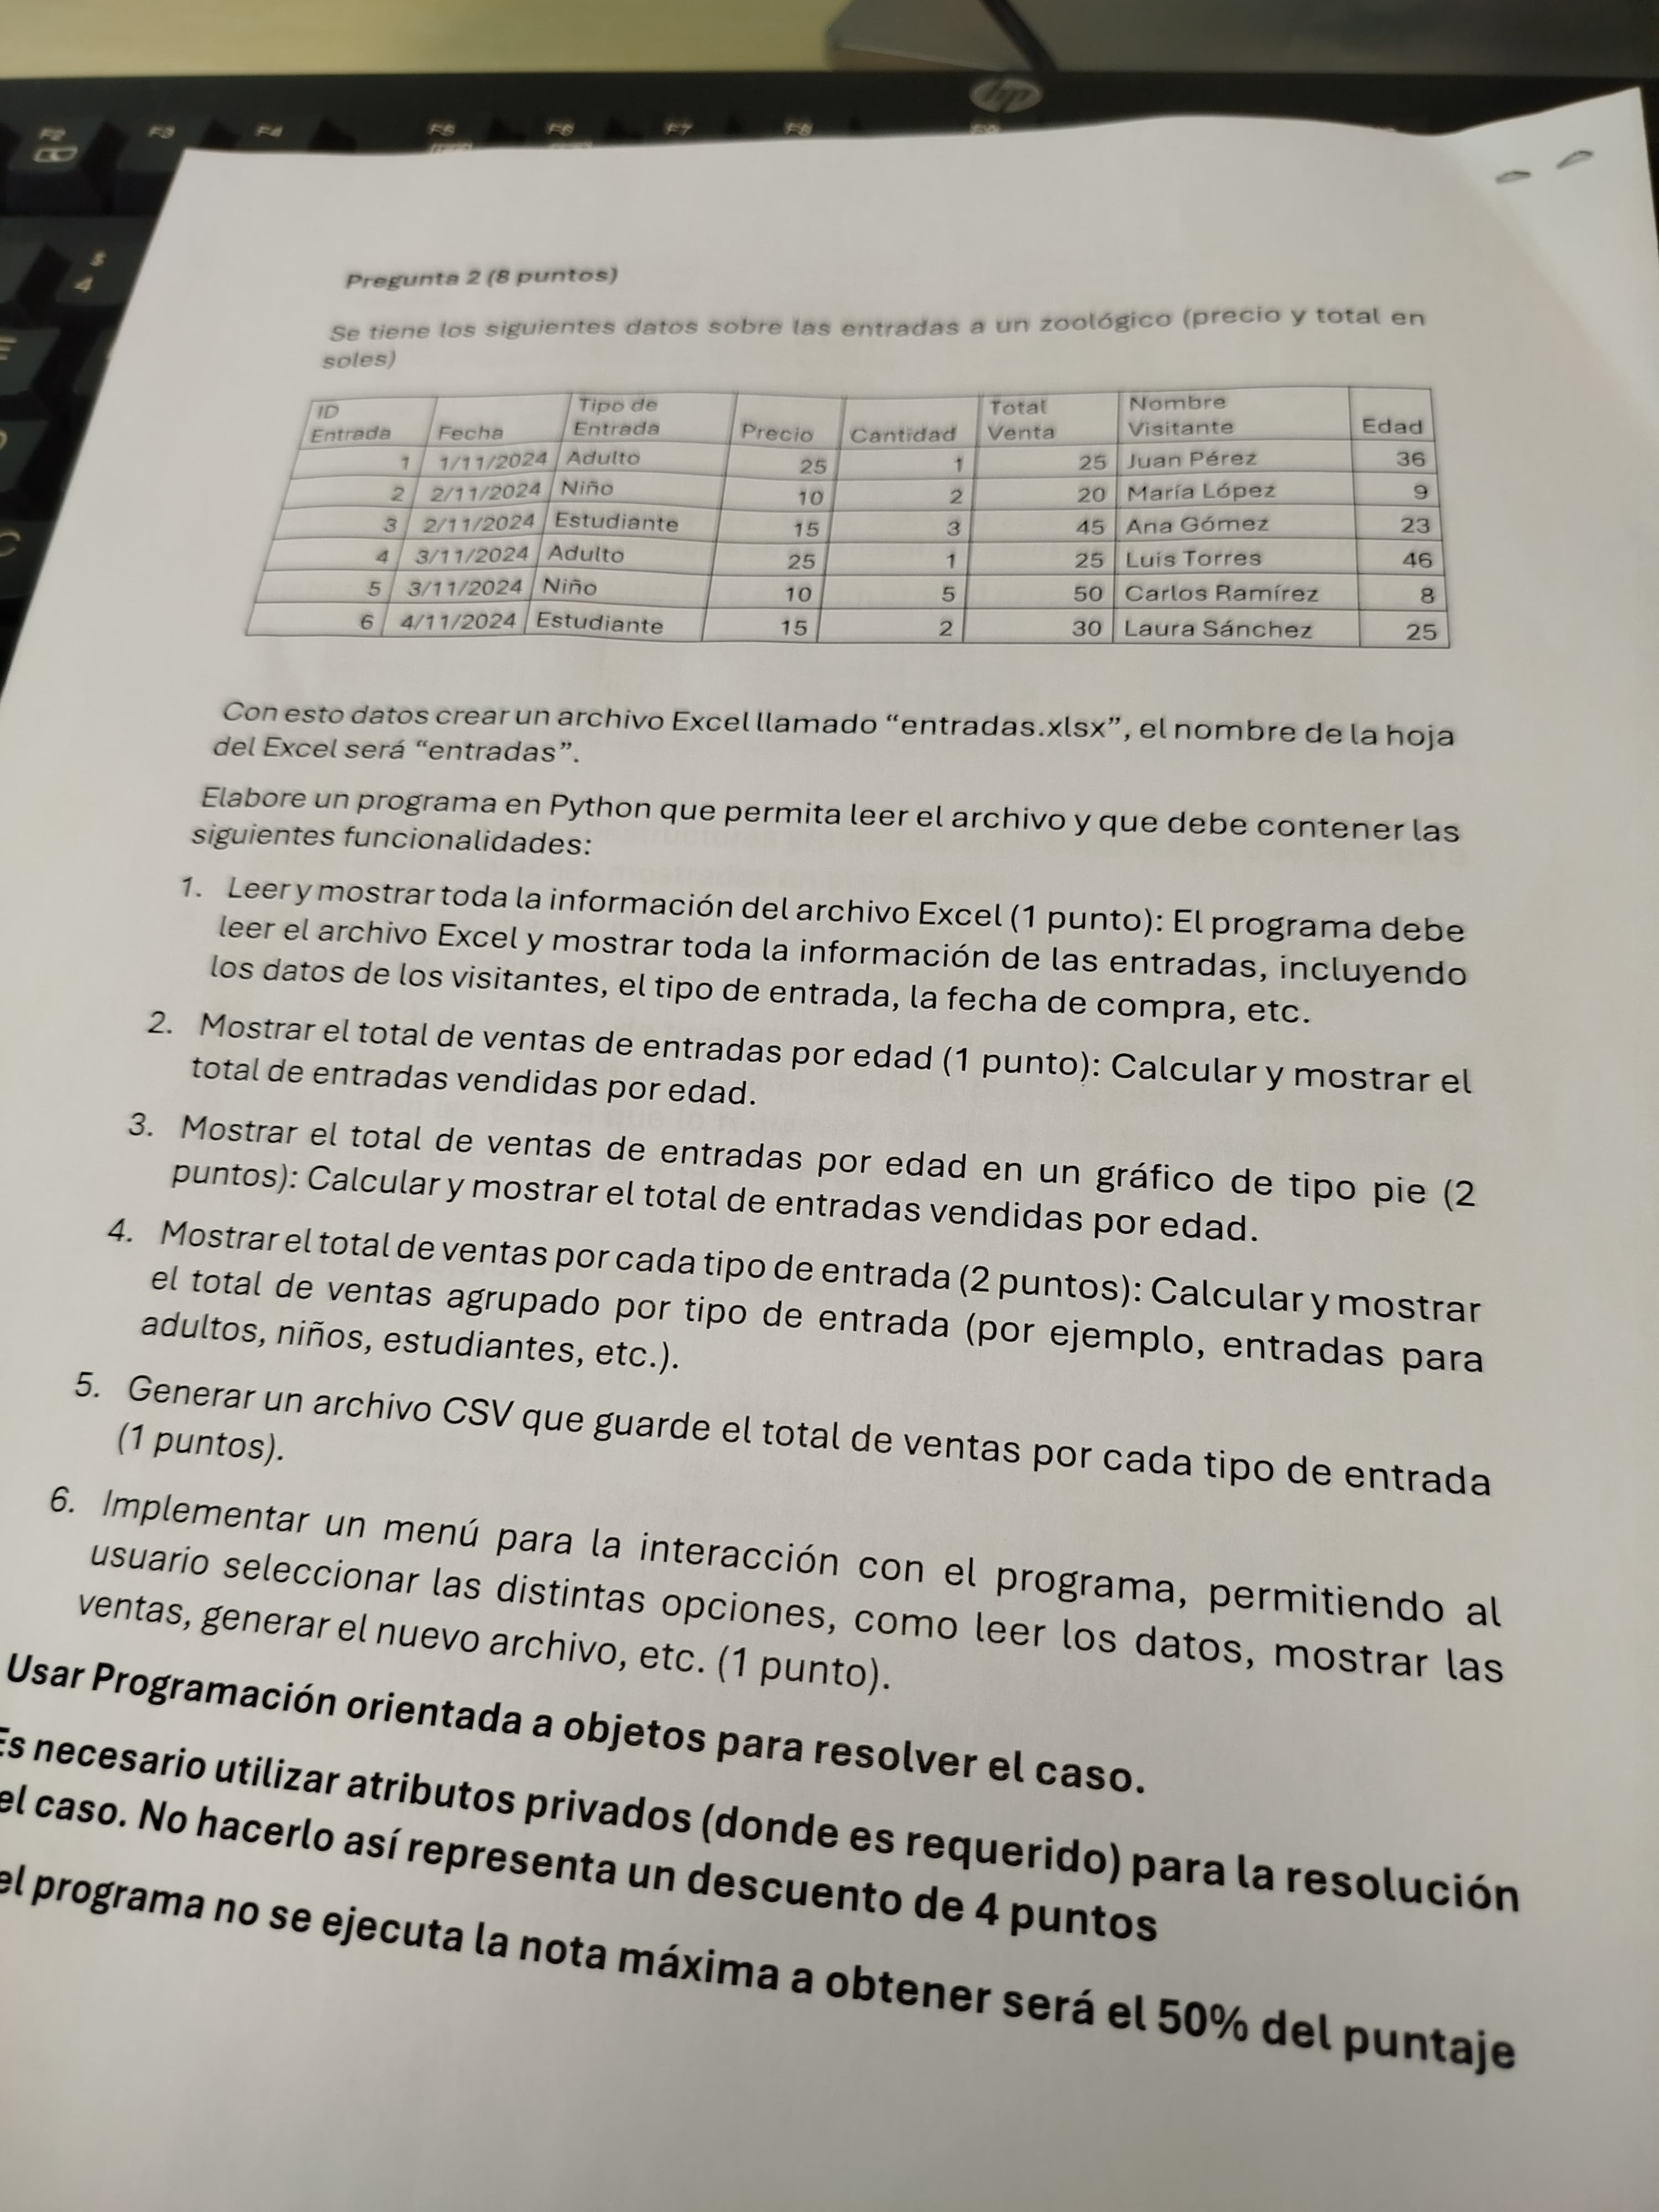 hp
F2 F3 F4 F5 F6 F7 F8
$
4
C
Pregunta 2 (8 puntos)
Se tiene los siguientes datos sobre las entradas a un zoológico (precio y total en
soles)
ID Entrada Fecha Tipo de Entrada Precio Cantidad Total Venta Nombre Visitante Edad
1 1/11/2024 Adulto 25 1 25 Juan Pérez 36
2 2/11/2024 Niño 10 2 20 María López 9
3 2/11/2024 Estudiante 15 3 45 Ana Gómez 23
4 3/11/2024 Adulto 25 1 25 Luis Torres 46
5 3/11/2024 Niño 10 5 50 Carlos Ramírez 8
6 4/11/2024 Estudiante 15 2 30 Laura Sánchez 25
Con esto datos crear un archivo Excel llamado “entradas.xlsx”, el nombre de la hoja
del Excel será “entradas”.
Elabore un programa en Python que permita leer el archivo y que debe contener las
siguientes funcionalidades:
1. Leer y mostrar toda la información del archivo Excel (1 punto): El programa debe
leer el archivo Excel y mostrar toda la información de las entradas, incluyendo
los datos de los visitantes, el tipo de entrada, la fecha de compra, etc.
2. Mostrar el total de ventas de entradas por edad (1 punto): Calcular y mostrar el
total de entradas vendidas por edad.
3. Mostrar el total de ventas de entradas por edad en un gráfico de tipo pie (2
puntos): Calcular y mostrar el total de entradas vendidas por edad.
4. Mostrar el total de ventas por cada tipo de entrada (2 puntos): Calcular y mostrar
el total de ventas agrupado por tipo de entrada (por ejemplo, entradas para
adultos, niños, estudiantes, etc.).
5. Generar un archivo CSV que guarde el total de ventas por cada tipo de entrada
(1 puntos).
6. Implementar un menú para la interacción con el programa, permitiendo al
usuario seleccionar las distintas opciones, como leer los datos, mostrar las
ventas, generar el nuevo archivo, etc. (1 punto).
Usar Programación orientada a objetos para resolver el caso.
Es necesario utilizar atributos privados (donde es requerido) para la resolución
el caso. No hacerlo así representa un descuento de 4 puntos
el programa no se ejecuta la nota máxima a obtener será el 50% del puntaje